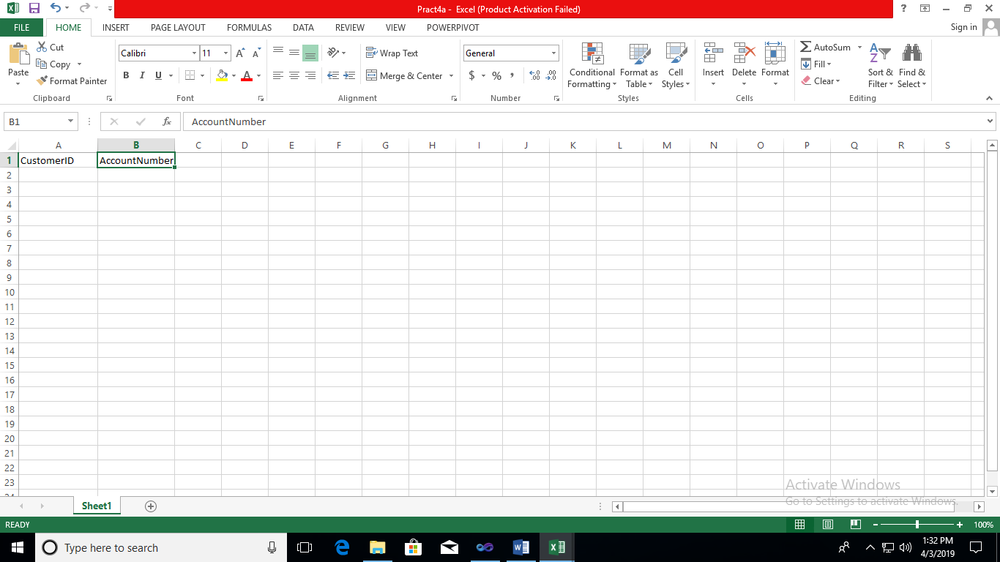 Pract4a - Excel (Product Activation Failed)
?
FILE HOME INSERT PAGE LAYOUT FORMULAS DATA REVIEW VIEW POWERPIVOT Sign in
Paste
Cut
Copy
Format Painter
Clipboard
Calibri 11
B I U
Font
Wrap Text
Merge & Center
Alignment
General
$ % ,
Number
Conditional Formatting
Format as Table
Cell Styles
Styles
Insert
Delete
Format
Cells
AutoSum
Fill
Clear
Sort & Filter
Find & Select
Editing
B1 fx AccountNumber
A B C D E F G H I J K L M N O P Q R S
1 CustomerID AccountNumber
2
3
4
5
6
7
8
9
10
11
12
13
14
15
16
17
18
19
20
21
22
23
24
Activate Windows
Go to Settings to activate Windows.
Sheet1
READY 100%
Type here to search
1:32 PM
4/3/2019